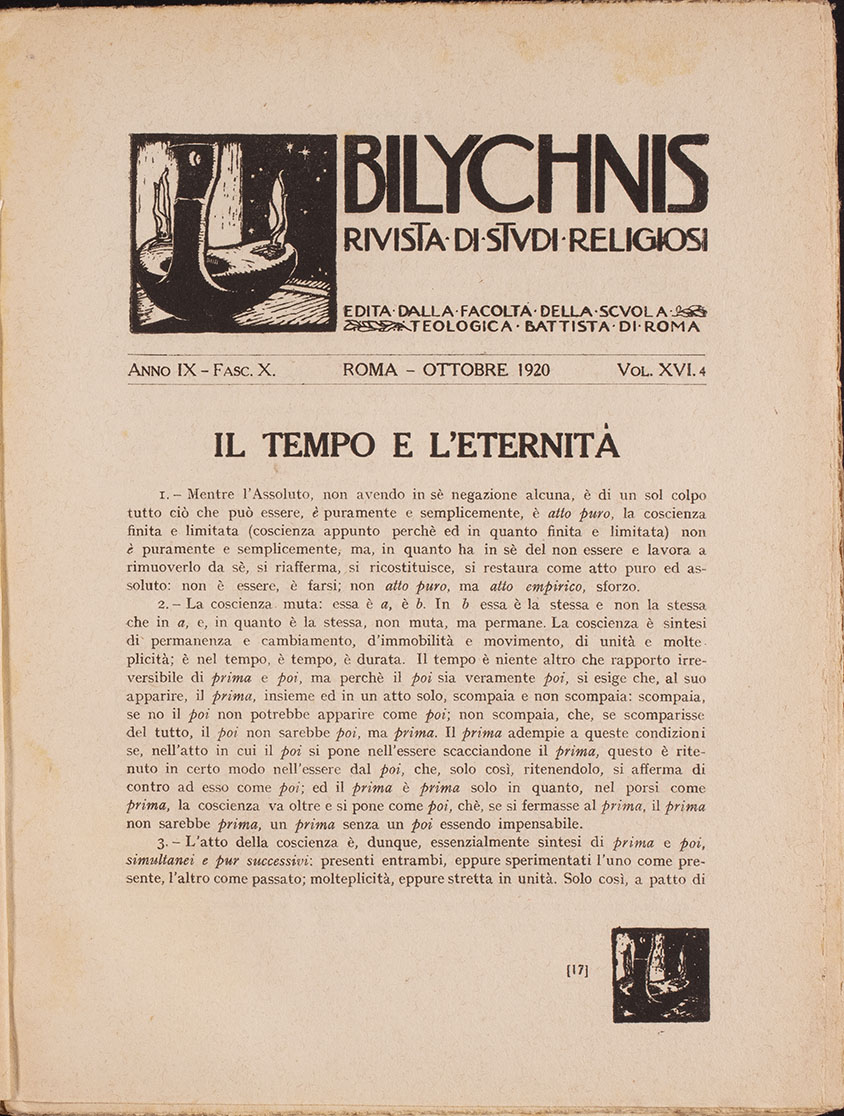 BILYCHNIS
RIVISTA·DI·STVDI·RELIGIOSI
EDITA·DALLA·FACOLTÀ·DELLA·SCVOLA
TEOLOGICA·BATTISTA·DI·ROMA
ANNO IX – FASC. X. ROMA – OTTOBRE 1920 VOL. XVI. 4
IL TEMPO E L'ETERNITÀ
1. – Mentre l'Assoluto, non avendo in sè negazione alcuna, è di un sol colpo
tutto ciò che può essere, è puramente e semplicemente, è atto puro, la coscienza
finita e limitata (coscienza appunto perchè ed in quanto finita e limitata) non
è puramente e semplicemente, ma, in quanto ha in sè del non essere e lavora a
rimuoverlo da sè, si riafferma, si ricostituisce, si restaura come atto puro ed as-
soluto: non è essere, è farsi; non atto puro, ma atto empirico, sforzo.
2. – La coscienza muta: essa è a, è b. In b essa è la stessa e non la stessa
che in a, e, in quanto è la stessa, non muta, ma permane. La coscienza è sintesi
di permanenza e cambiamento, d'immobilità e movimento, di unità e molte-
plicità; è nel tempo, è tempo, è durata. Il tempo è niente altro che rapporto irre-
versibile di prima e poi, ma perchè il poi sia veramente poi, si esige che, al suo
apparire, il prima, insieme ed in un atto solo, scompaia e non scompaia: scompaia,
se no il poi non potrebbe apparire come poi; non scompaia, che, se scomparisse
del tutto, il poi non sarebbe poi, ma prima. Il prima adempie a queste condizioni
se, nell'atto in cui il poi si pone nell'essere scacciandone il prima, questo è rite-
nuto in certo modo nell'essere dal poi, che, solo così, ritenendolo, si afferma di
contro ad esso come poi; ed il prima è prima solo in quanto, nel porsi come
prima, la coscienza va oltre e si pone come poi, chè, se si fermasse al prima, il prima
non sarebbe prima, un prima senza un poi essendo impensabile.
3. – L'atto della coscienza è, dunque, essenzialmente sintesi di prima e poi,
simultanei e pur successivi: presenti entrambi, eppure sperimentati l'uno come pre-
sente, l'altro come passato; molteplicità, eppure stretta in unità. Solo così, a patto di
[17]